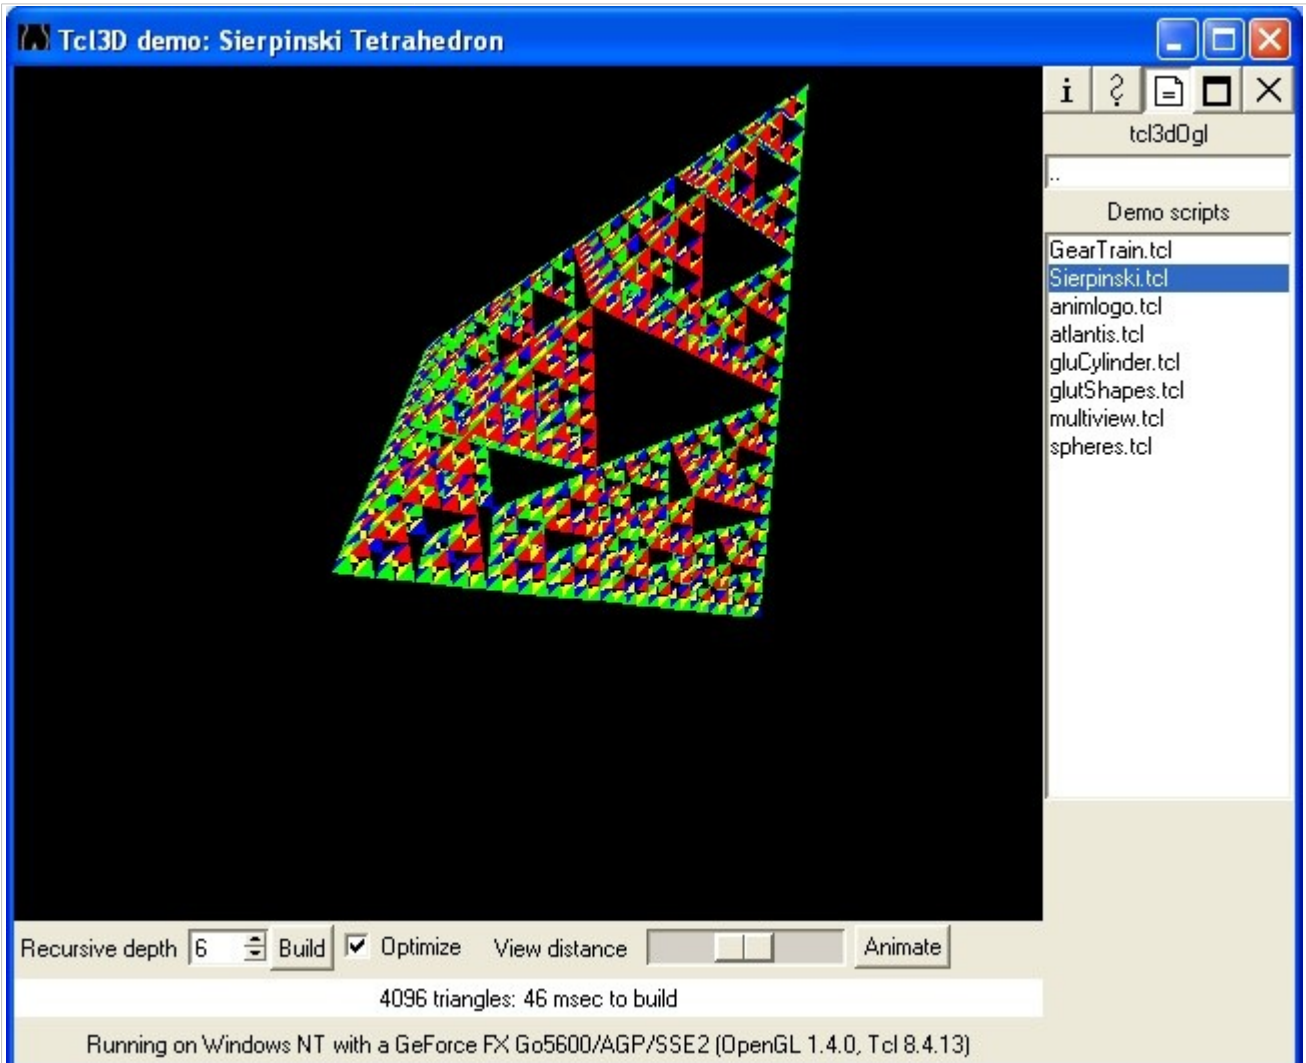 Tcl3D demo: Sierpinski Tetrahedron
i ?
tcl3dOgl
..
Demo scripts
GearTrain.tcl
Sierpinski.tcl
animlogo.tcl
atlantis.tcl
gluCylinder.tcl
glutShapes.tcl
multiview.tcl
spheres.tcl
Recursive depth 6 Build Optimize View distance Animate
4096 triangles: 46 msec to build
Running on Windows NT with a GeForce FX Go5600/AGP/SSE2 (OpenGL 1.4.0, Tcl 8.4.13)